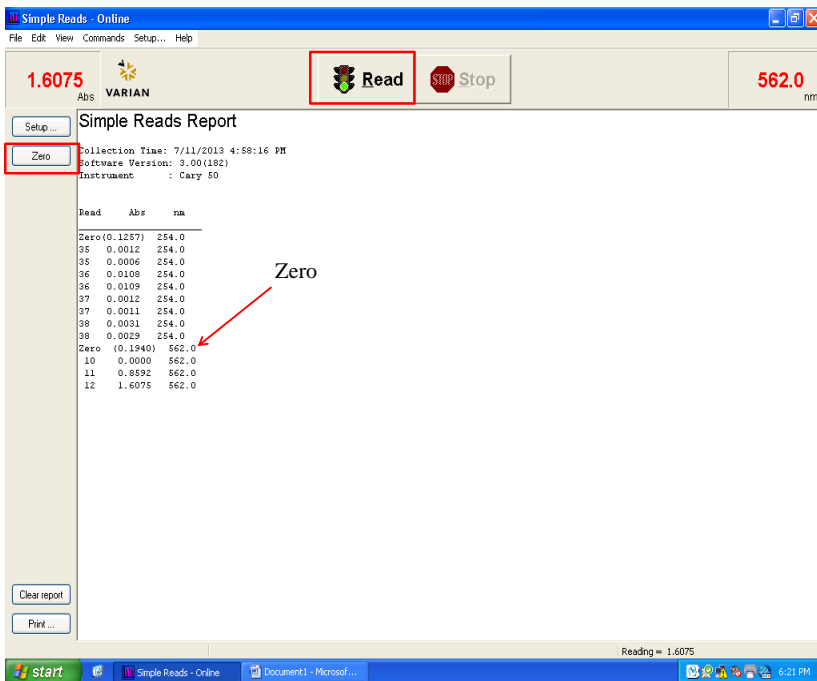 Simple Reads - Online
File Edit View Commands Setup... Help
1.6075
Abs
VARIAN
Read
STOP Stop
562.0
nm
Setup ...
Zero
Simple Reads Report
Collection Time: 7/11/2013 4:58:16 PM
Software Version: 3.00(182)
Instrument : Cary 50
Read Abs nm
Zero(0.1257) 254.0
35 0.0012 254.0
35 0.0006 254.0
36 0.0108 254.0
36 0.0109 254.0
37 0.0012 254.0
37 0.0011 254.0
38 0.0031 254.0
38 0.0029 254.0
Zero (0.1940) 562.0
10 0.0000 562.0
11 0.8592 562.0
12 1.6075 562.0
Zero
Clear report
Print ...
Reading = 1.6075
start
Simple Reads - Online
Document1 - Microsof...
6:21 PM